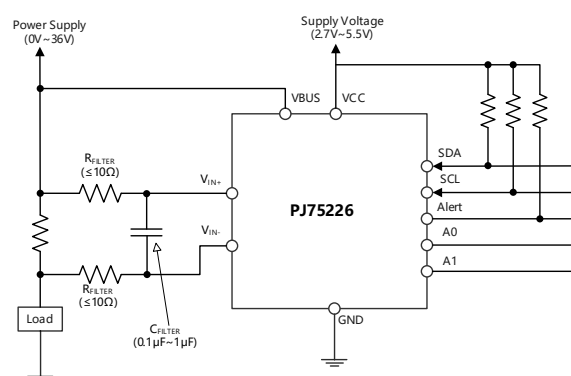 Power Supply
(0V~36V)
Supply Voltage
(2.7V~5.5V)
VBUS
VCC
RFILTER
(≤10Ω)
VIN+
SDA
SCL
Alert
A0
A1
PJ75226
VIN-
RFILTER
(≤10Ω)
Load
CFILTER
(0.1μF~1μF)
GND